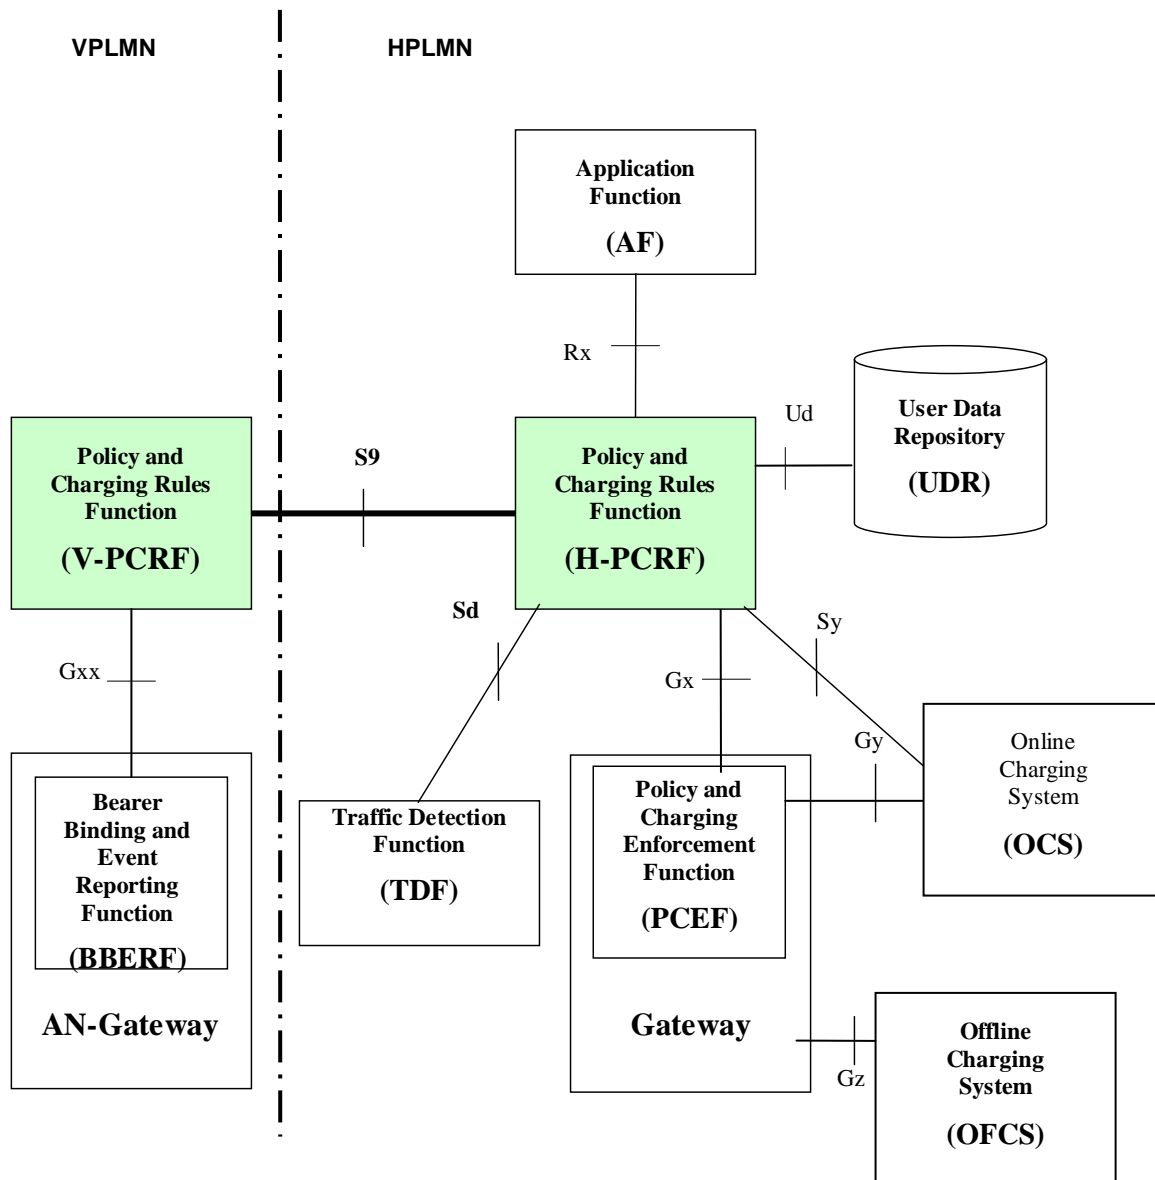 VPLMN
HPLMN
Application
Function
(AF)
Rx
User Data
Repository
(UDR)
Ud
Policy and
Charging Rules
Function
(V-PCRF)
S9
Policy and
Charging Rules
Function
(H-PCRF)
Gxx
Sd
Gx
Sy
Gy
Bearer
Binding and
Event
Reporting
Function
(BBERF)
AN-Gateway
Traffic Detection
Function
(TDF)
Policy and
Charging
Enforcement
Function
(PCEF)
Gateway
Online
Charging
System
(OCS)
Gz
Offline
Charging
System
(OFCS)